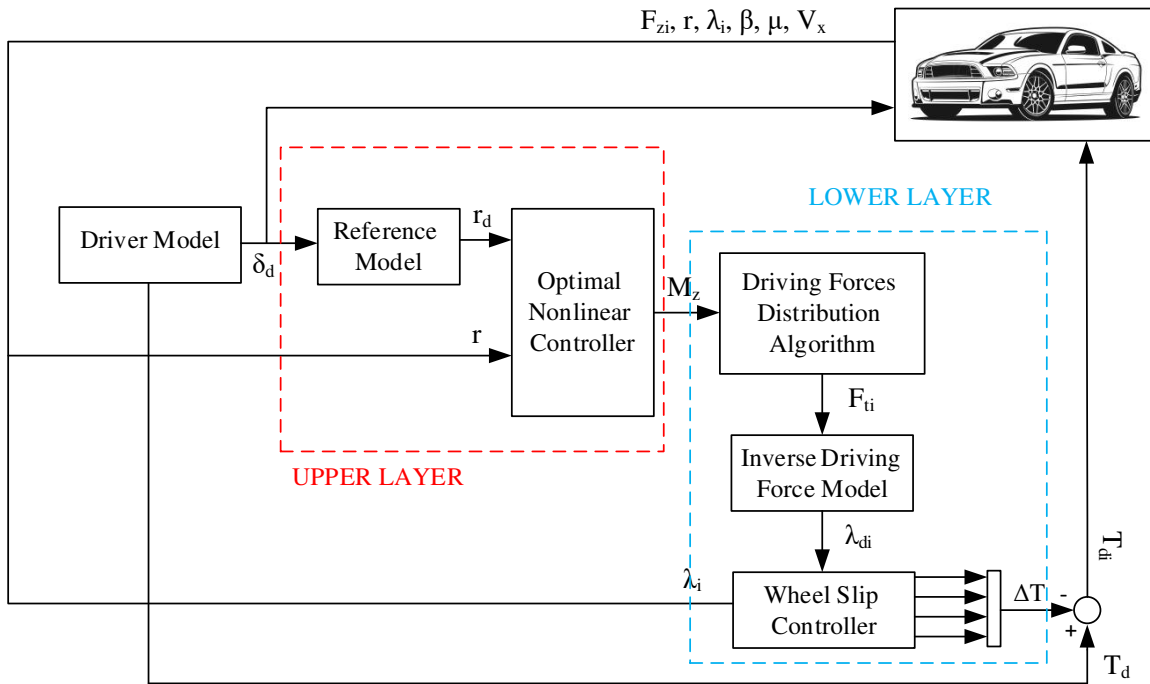 F_zi, r, λ_i, β, μ, V_x
LOWER LAYER
Driver Model
δ_d
Reference
Model
r_d
r
Optimal
Nonlinear
Controller
M_z
Driving Forces
Distribution
Algorithm
F_ti
UPPER LAYER
Inverse Driving
Force Model
λ_di
T_di
λ_i
Wheel Slip
Controller
ΔT
-
+
T_d